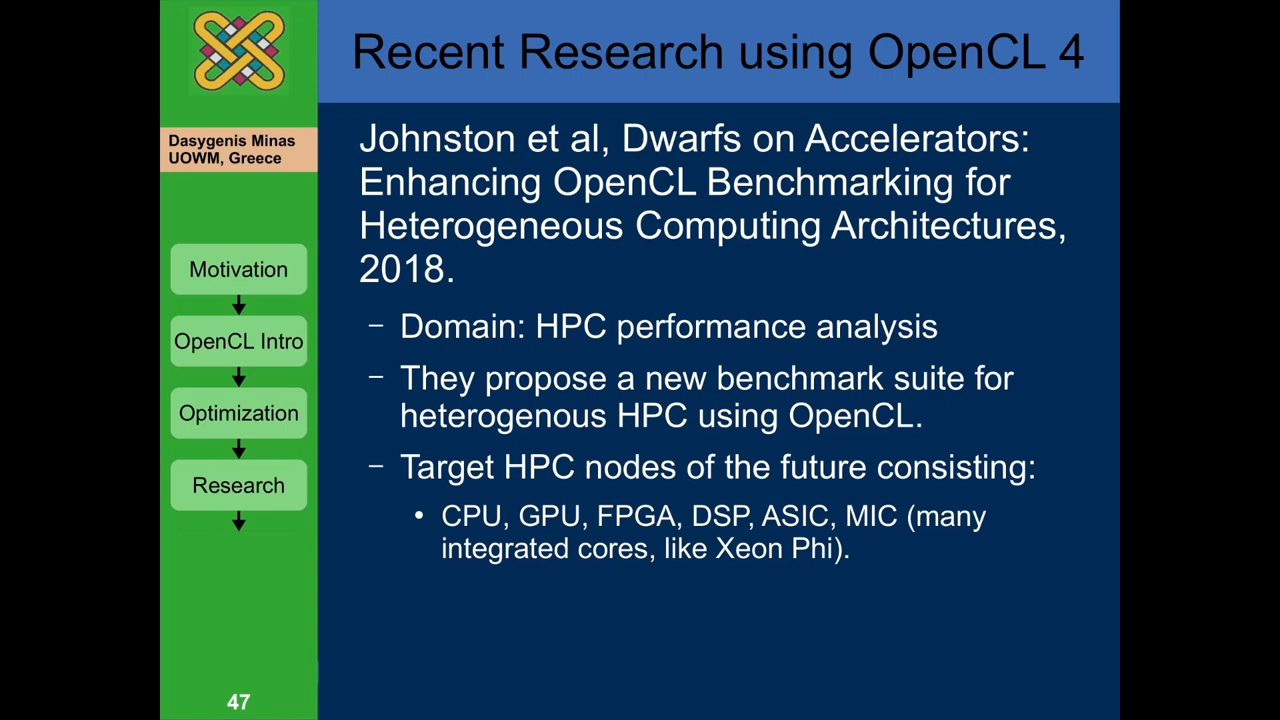 Recent Research using OpenCL 4
Dasygenis Minas
UOWM, Greece
Motivation
OpenCL Intro
Optimization
Research
47
Johnston et al, Dwarfs on Accelerators:
Enhancing OpenCL Benchmarking for
Heterogeneous Computing Architectures,
2018.
– Domain: HPC performance analysis
– They propose a new benchmark suite for
heterogenous HPC using OpenCL.
– Target HPC nodes of the future consisting:
• CPU, GPU, FPGA, DSP, ASIC, MIC (many
integrated cores, like Xeon Phi).